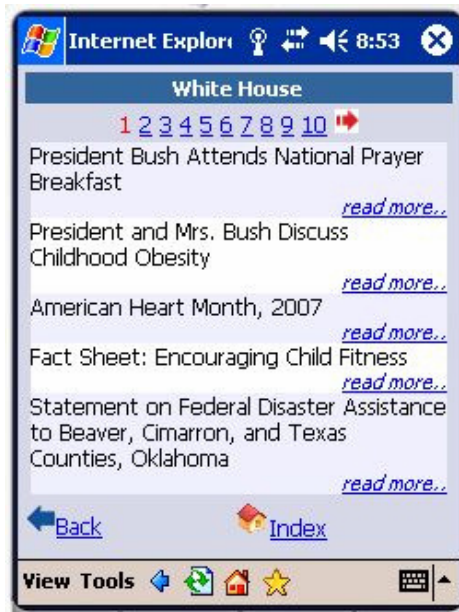 Internet Explor 8:53
White House
1 2 3 4 5 6 7 8 9 10
President Bush Attends National Prayer
Breakfast
read more..
President and Mrs. Bush Discuss
Childhood Obesity
read more..
American Heart Month, 2007
read more..
Fact Sheet: Encouraging Child Fitness
read more..
Statement on Federal Disaster Assistance
to Beaver, Cimarron, and Texas
Counties, Oklahoma
read more..
Back Index
View Tools